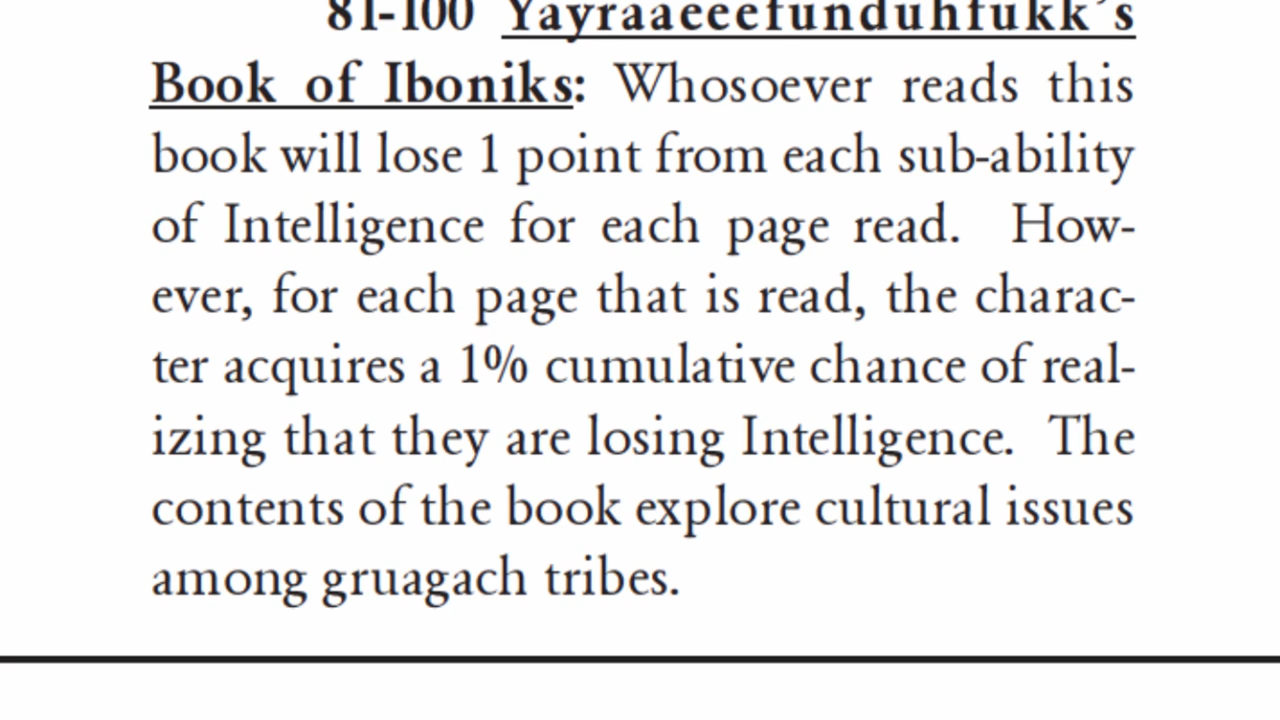 81-100 Yayraaeeefunduhfukk's
Book of Iboniks: Whosoever reads this
book will lose 1 point from each sub-ability
of Intelligence for each page read. How-
ever, for each page that is read, the charac-
ter acquires a 1% cumulative chance of real-
izing that they are losing Intelligence. The
contents of the book explore cultural issues
among gruagach tribes.